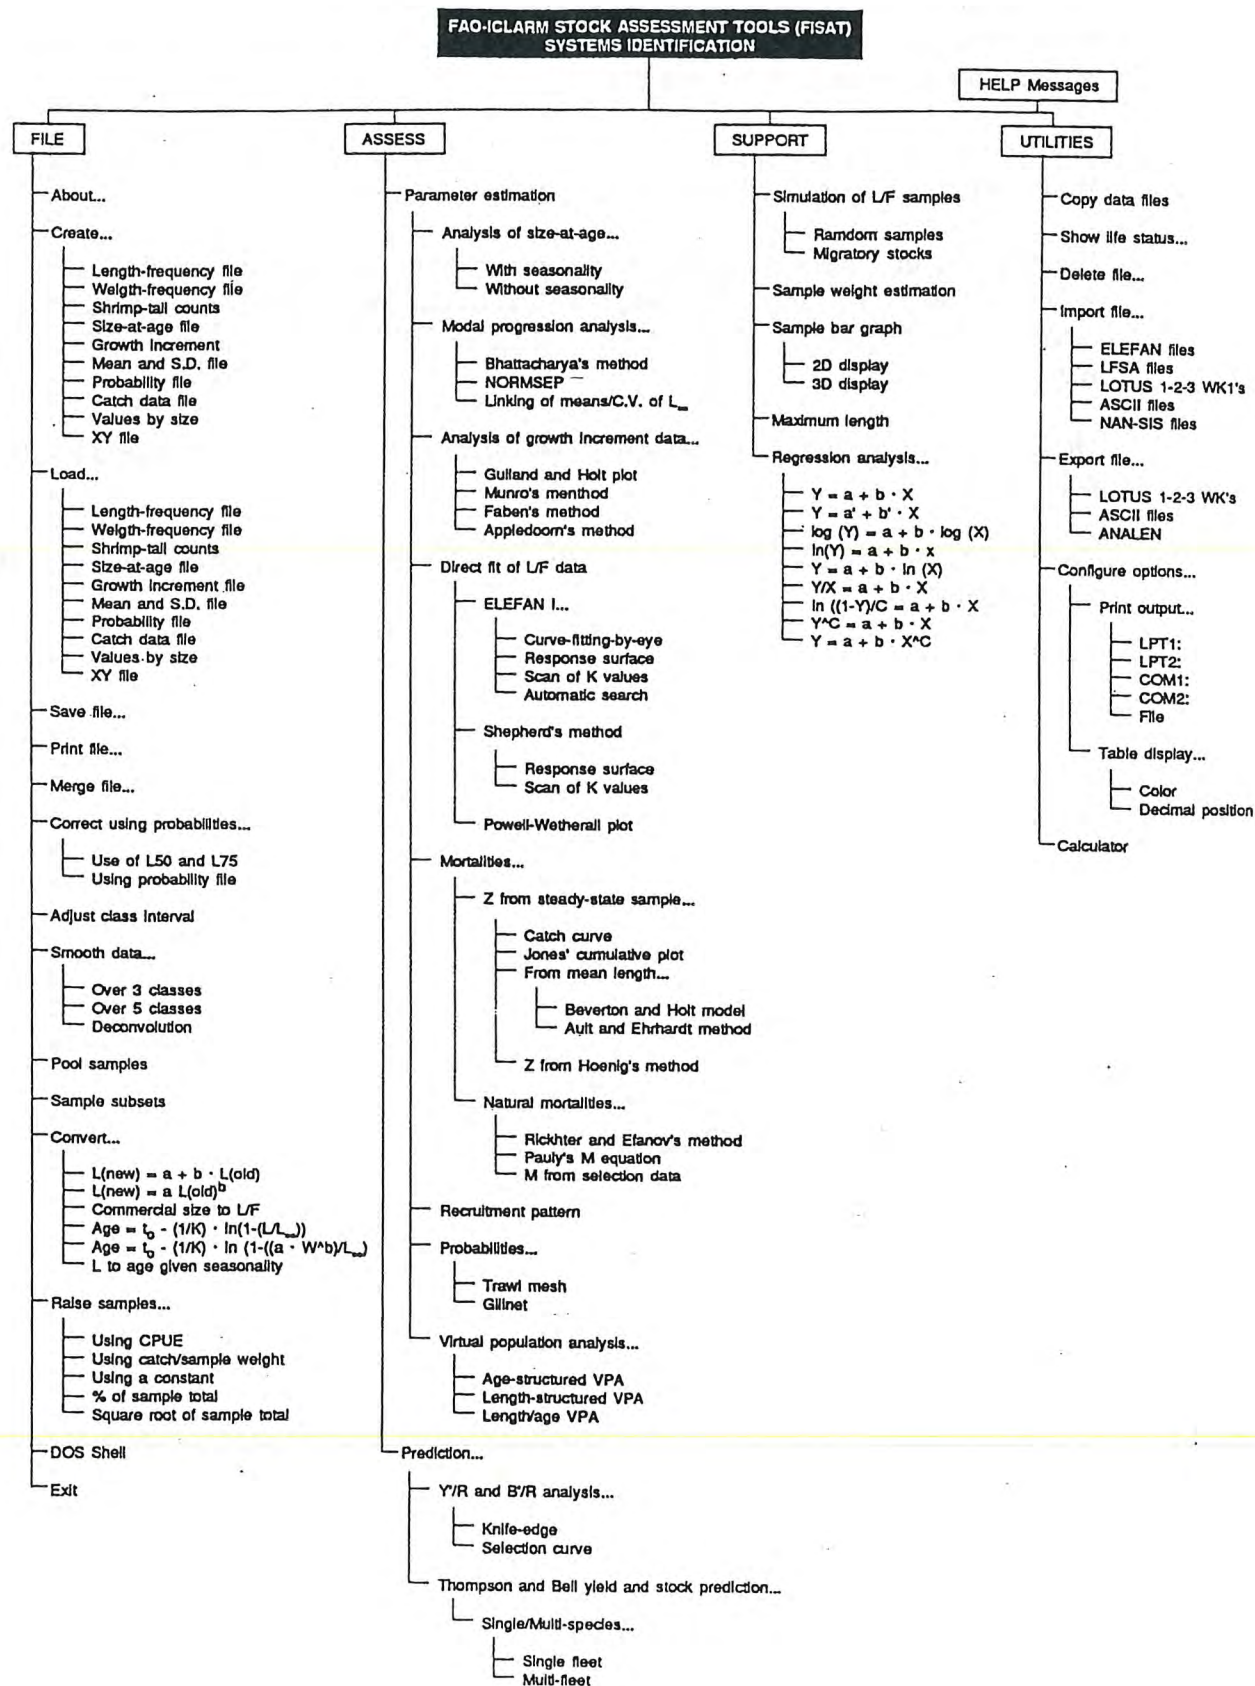 FAO-ICLARM STOCK ASSESSMENT TOOLS (FISAT)
SYSTEMS IDENTIFICATION
HELP Messages
FILE
About...
Create...
Length-frequency file
Welgth-frequency file
Shrimp-tail counts
Size-at-age file
Growth Increment
Mean and S.D. file
Probability file
Catch data file
Values by size
XY file
Load...
Length-frequency file
Welgth-frequency file
Shrimp-tail counts
Size-at-age file
Growth Increment file
Mean and S.D. file
Probability file
Catch data file
Values by size
XY file
Save file...
Print file...
Merge file...
Correct using probabilities...
Use of L50 and L75
Using probability file
Adjust class interval
Smooth data...
Over 3 classes
Over 5 classes
Deconvolution
Pool samples
Sample subsets
Convert...
L(new) = a + b · L(old)
L(new) = a L(old)^b
Commercial size to L/F
Age = t₀ - (1/K) · ln(1-(L/L∞))
Age = t₀ - (1/K) · ln (1-((a · W^b)/L∞)
L to age given seasonality
Raise samples...
Using CPUE
Using catch/sample weight
Using a constant
% of sample total
Square root of sample total
DOS Shell
Exit
ASSESS
Parameter estimation
Analysis of size-at-age...
With seasonality
Without seasonality
Modal progression analysis...
Bhattacharya's method
NORMSEP
Linking of means/C.V. of L∞
Analysis of growth increment data...
Gulland and Holt plot
Munro's menthod
Faben's method
Appledoorn's method
Direct fit of L/F data
ELEFAN I...
Curve-fitting-by-eye
Response surface
Scan of K values
Automatic search
Shepherd's method
Response surface
Scan of K values
Powell-Wetherall plot
Mortalities...
Z from steady-state sample...
Catch curve
Jones' cumulative plot
From mean length...
Beverton and Holt model
Ault and Ehrhardt method
Z from Hoenig's method
Natural mortalities...
Rickhter and Efanov's method
Pauly's M equation
M from selection data
Recruitment pattern
Probabilities...
Trawl mesh
Gillnet
Virtual population analysis...
Age-structured VPA
Length-structured VPA
Length/age VPA
Prediction...
Y'/R and B'/R analysis...
Knife-edge
Selection curve
Thompson and Bell yield and stock prediction...
Single/Multi-species...
Single fleet
Multi-fleet
SUPPORT
Simulation of L/F samples
Ramdom samples
Migratory stocks
Sample weight estimation
Sample bar graph
2D display
3D display
Maximum length
Regression analysis...
Y = a + b · X
Y = a' + b' · X
log (Y) = a + b · log (X)
ln(Y) = a + b · x
Y = a + b · ln (X)
Y/X = a + b · X
ln ((1-Y)/C = a + b · X
Y^C = a + b · X
Y = a + b · X^C
UTILITIES
Copy data files
Show life status...
Delete file...
Import file...
ELEFAN files
LFSA files
LOTUS 1-2-3 WK1's
ASCII files
NAN-SIS files
Export file...
LOTUS 1-2-3 WK's
ASCII files
ANALEN
Configure options...
Print output...
LPT1:
LPT2:
COM1:
COM2:
File
Table display...
Color
Decimal position
Calculator